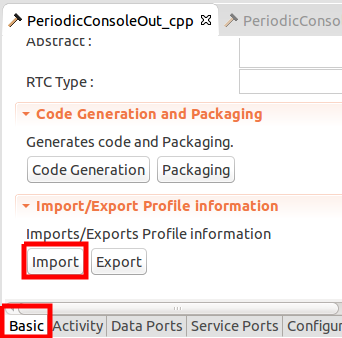 PeriodicConsoleOut_cpp PeriodicConso
Abstract :
RTC Type :
Code Generation and Packaging
Generates code and Packaging.
Code Generation Packaging
Import/Export Profile information
Imports/Exports Profile information
Import Export
Basic Activity Data Ports Service Ports Configur